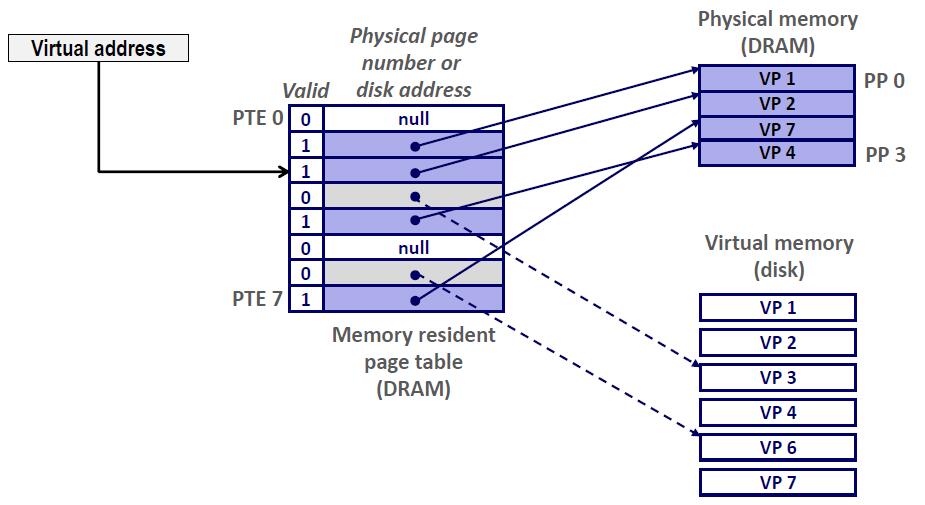 Virtual address
Physical page
number or
disk address
Valid
PTE 0
0
null
1
1
0
1
0
null
0
PTE 7
1
Memory resident
page table
(DRAM)
Physical memory
(DRAM)
VP 1
PP 0
VP 2
VP 7
VP 4
PP 3
Virtual memory
(disk)
VP 1
VP 2
VP 3
VP 4
VP 6
VP 7